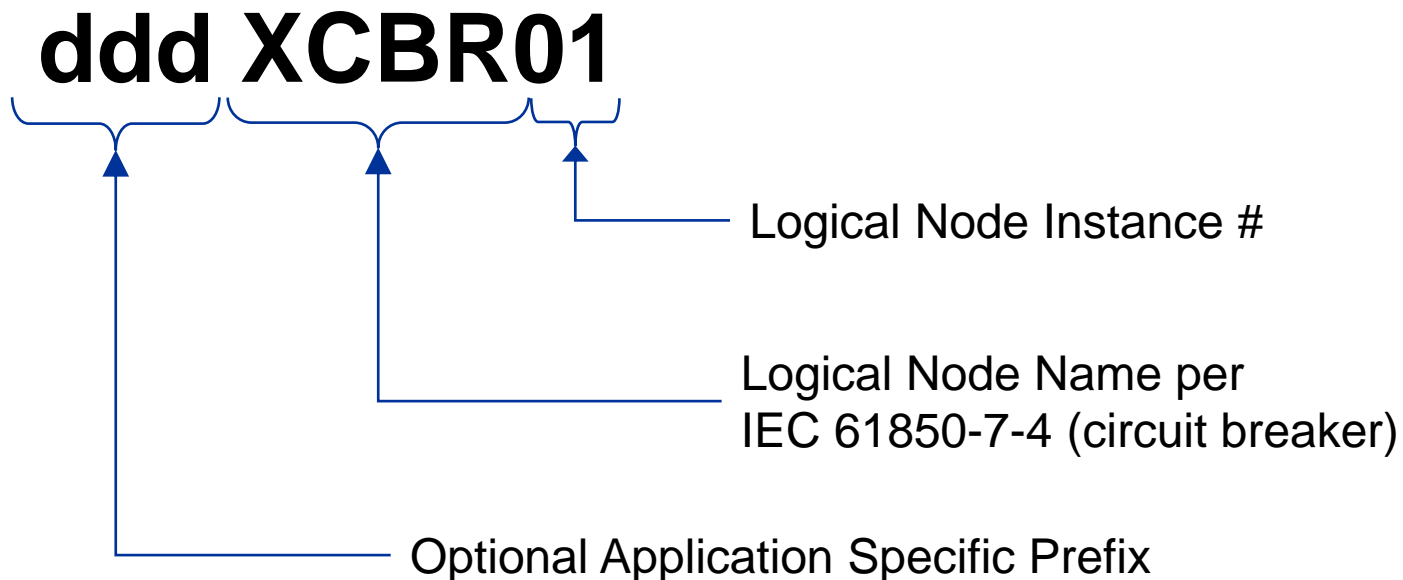 ddd XCBR01
Logical Node Instance #
Logical Node Name per
IEC 61850-7-4 (circuit breaker)
Optional Application Specific Prefix